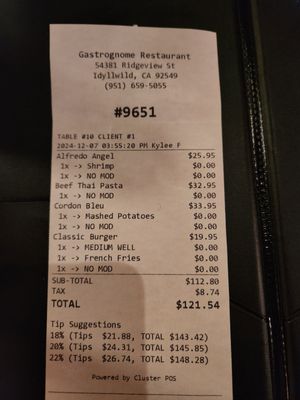 Gastrognome Restaurant
54381 Ridgeview St
Idyllwild, CA 92549
(951) 659-5055
#9651
TABLE #10 CLIENT #1
2024-12-07 03:55:20 PM Kylee F
Alfredo Angel $25.95
1x -> Shrimp $0.00
1x -> NO MOD $0.00
Beef Thai Pasta $32.95
1x -> NO MOD $0.00
Cordon Bleu $33.95
1x -> Mashed Potatoes $0.00
1x -> NO MOD $0.00
Classic Burger $19.95
1x -> MEDIUM WELL $0.00
1x -> French Fries $0.00
1x -> NO MOD $0.00
SUB-TOTAL $112.80
TAX $8.74
TOTAL $121.54
Tip Suggestions
18% (Tips $21.88, TOTAL $143.42)
20% (Tips $24.31, TOTAL $145.85)
22% (Tips $26.74, TOTAL $148.28)
Powered by Cluster POS